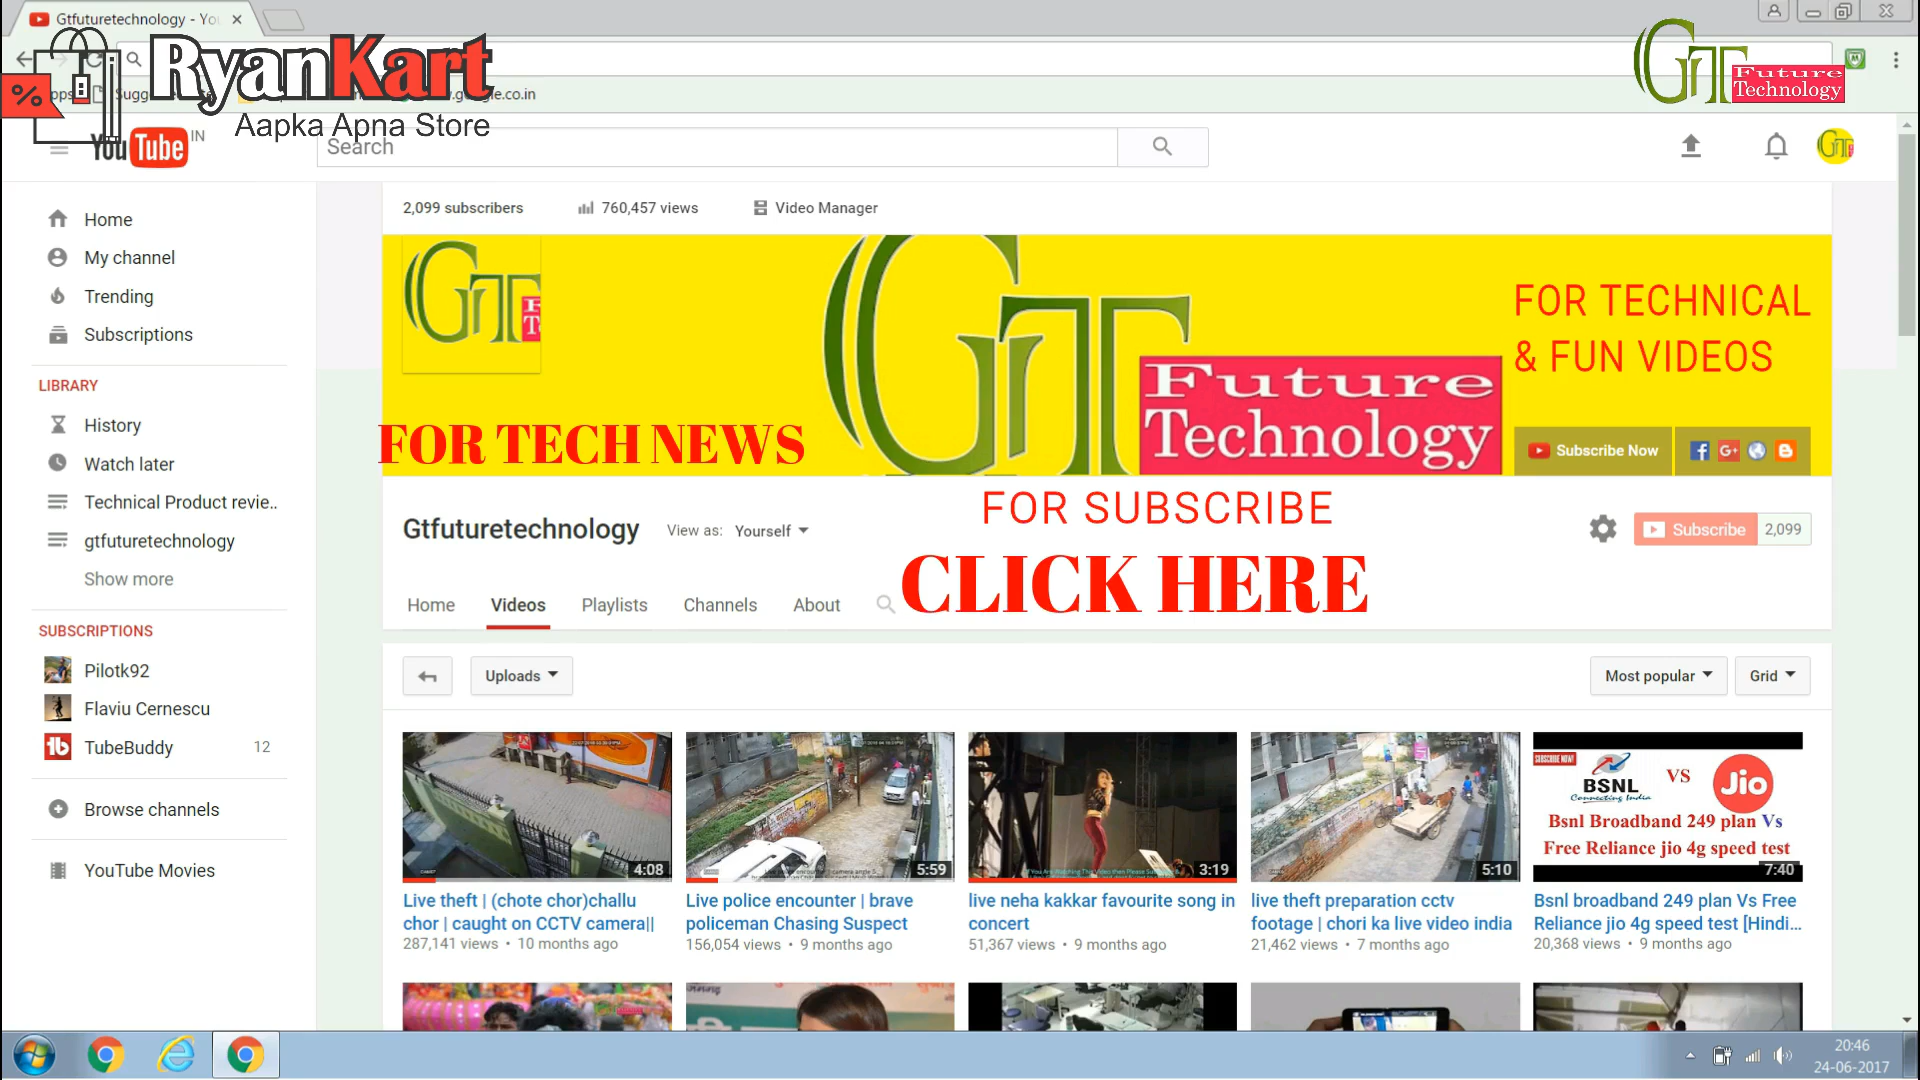 Gtfuturetechnology - Yo
RyanKart
Aapka Apna Store
%
GT Future
Technology
YouTube IN
Search
2,099 subscribers
760,457 views
Video Manager
Home
My channel
Trending
Subscriptions
LIBRARY
History
Watch later
Technical Product revie..
gtfuturetechnology
Show more
SUBSCRIPTIONS
Pilotk92
Flaviu Cernescu
TubeBuddy 12
Browse channels
YouTube Movies
GT Future
Technology
FOR TECHNICAL
& FUN VIDEOS
FOR TECH NEWS
Subscribe Now
Gtfuturetechnology
View as: Yourself
FOR SUBSCRIBE
CLICK HERE
Subscribe 2,099
Home Videos Playlists Channels About
Uploads
Most popular
Grid
4:08
Live theft | (chote chor)challu
chor | caught on CCTV camera||
287,141 views • 10 months ago
5:59
Live police encounter | brave
policeman Chasing Suspect
156,054 views • 9 months ago
3:19
live neha kakkar favourite song in
concert
51,367 views • 9 months ago
5:10
live theft preparation cctv
footage | chori ka live video india
21,462 views • 7 months ago
SUBSCRIBE NOW!
BSNL
Connecting India
VS
Jio
Bsnl Broadband 249 plan Vs
Free Reliance jio 4g speed test
7:40
Bsnl broadband 249 plan Vs Free
Reliance jio 4g speed test [Hindi...
20,368 views • 9 months ago
20:46
24-06-2017